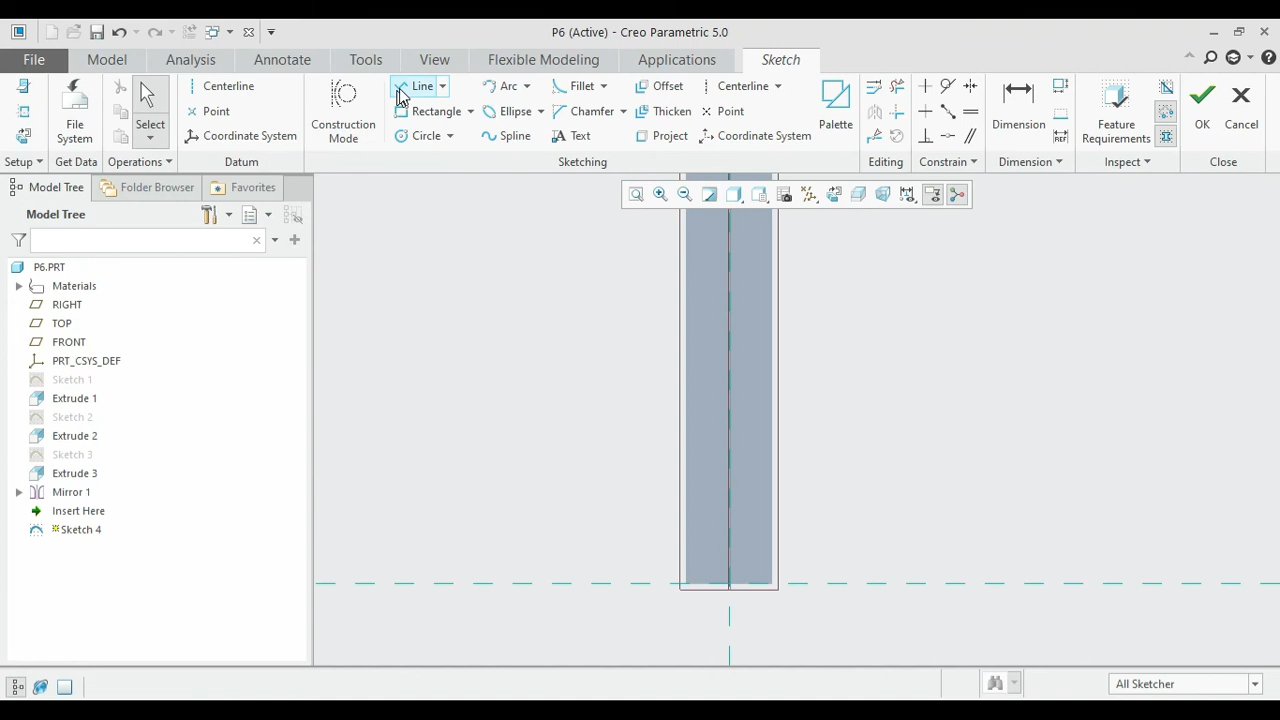 P6 (Active) - Creo Parametric 5.0
File Model Analysis Annotate Tools View Flexible Modeling Applications Sketch
Centerline Line Arc Fillet Offset Centerline
Point Rectangle Ellipse Chamfer Thicken Point
Coordinate System Circle Spline Text Project Coordinate System
File System Select Construction Mode Palette Dimension Feature Requirements OK Cancel
REF
Setup Get Data Operations Datum Sketching Editing Constrain Dimension Inspect Close
Model Tree Folder Browser Favorites
Model Tree
P6.PRT
Materials
RIGHT
TOP
FRONT
PRT_CSYS_DEF
Sketch 1
Extrude 1
Sketch 2
Extrude 2
Sketch 3
Extrude 3
Mirror 1
Insert Here
Sketch 4
All Sketcher